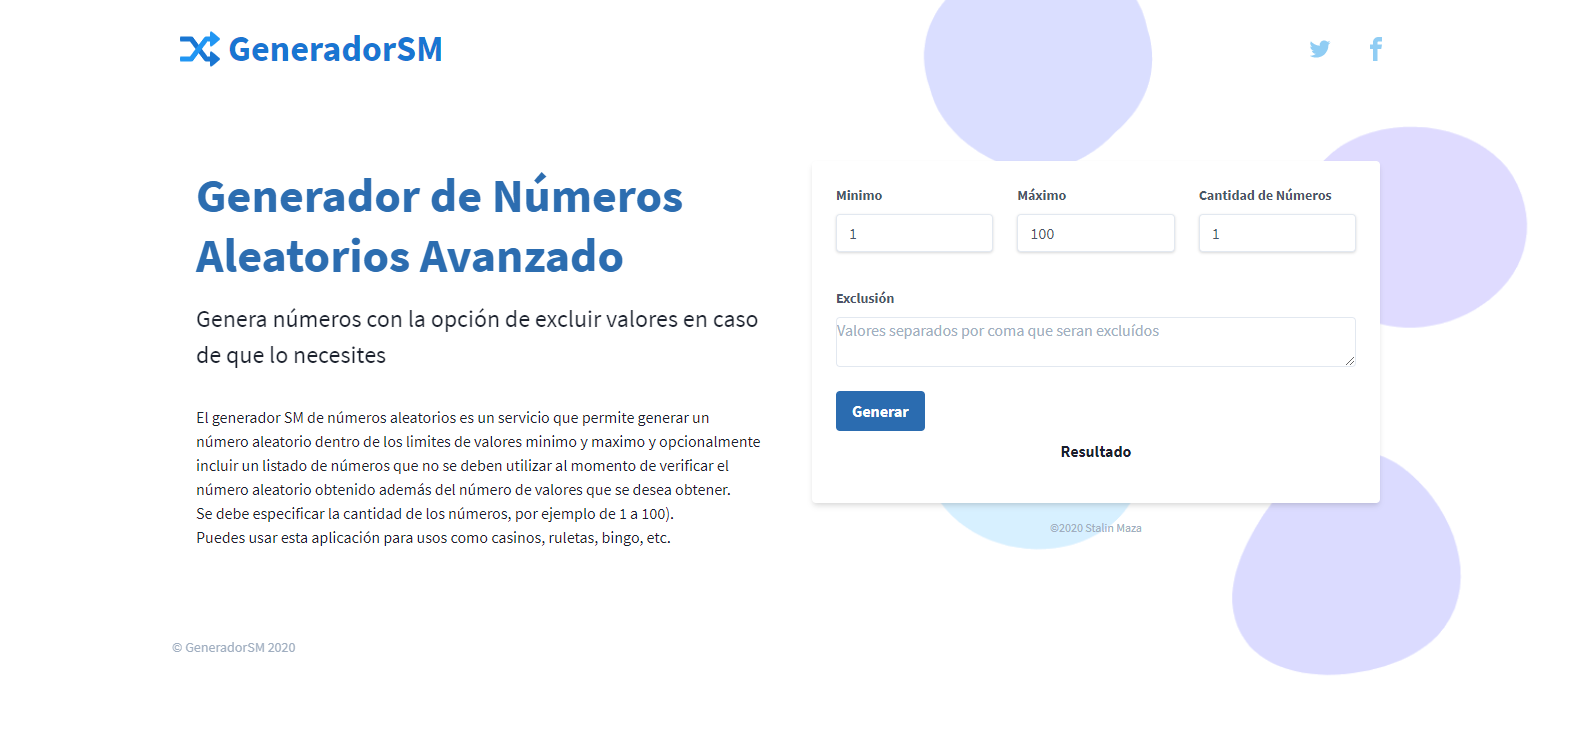 GeneradorSM
Generador de Números
Aleatorios Avanzado
Genera números con la opción de excluir valores en caso
de que lo necesites
El generador SM de números aleatorios es un servicio que permite generar un
número aleatorio dentro de los limites de valores minimo y maximo y opcionalmente
incluir un listado de números que no se deben utilizar al momento de verificar el
número aleatorio obtenido además del número de valores que se desea obtener.
Se debe especificar la cantidad de los números, por ejemplo de 1 a 100).
Puedes usar esta aplicación para usos como casinos, ruletas, bingo, etc.
Minimo
1
Máximo
100
Cantidad de Números
1
Exclusión
Valores separados por coma que seran excluídos
Generar
Resultado
©2020 Stalin Maza
© GeneradorSM 2020